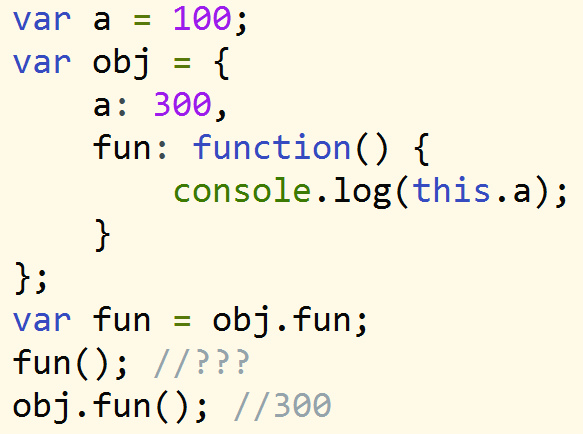 var a = 100;
var obj = {
    a: 300,
    fun: function() {
        console.log(this.a);
    }
};
var fun = obj.fun;
fun(); //???
obj.fun(); //300